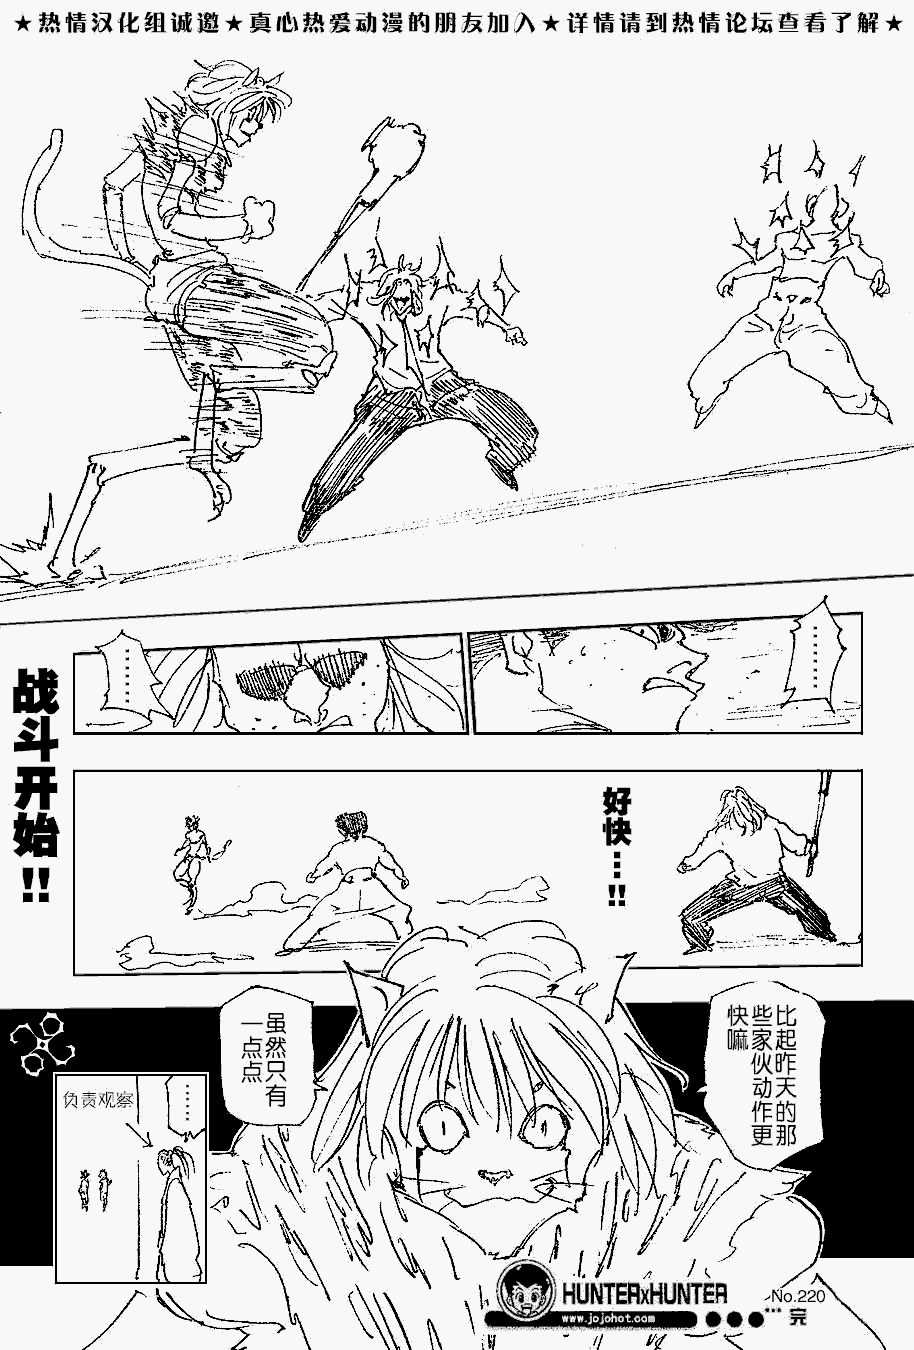 ★热情汉化组诚邀★真心热爱动漫的朋友加入★详情请到热情论坛查看了解★
⋯⋯
⋯⋯
战斗开始!!
好快…!!
比起昨天的那
些家伙动作更
快嘛
虽然只有
一点点
⋯⋯
负责观察
HUNTER×HUNTER
No.220
www.jojohot.com
●●●··· 完